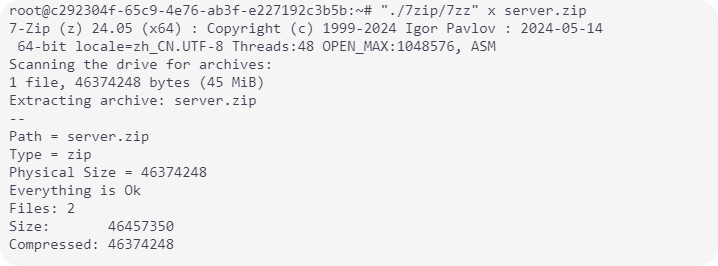 root@c292304f-65c9-4e76-ab3f-e227192c3b5b:~# "./7zip/7zz" x server.zip
7-Zip (z) 24.05 (x64) : Copyright (c) 1999-2024 Igor Pavlov : 2024-05-14
 64-bit locale=zh_CN.UTF-8 Threads:48 OPEN_MAX:1048576, ASM
Scanning the drive for archives:
1 file, 46374248 bytes (45 MiB)
Extracting archive: server.zip
--
Path = server.zip
Type = zip
Physical Size = 46374248
Everything is Ok
Files: 2
Size:       46457350
Compressed: 46374248